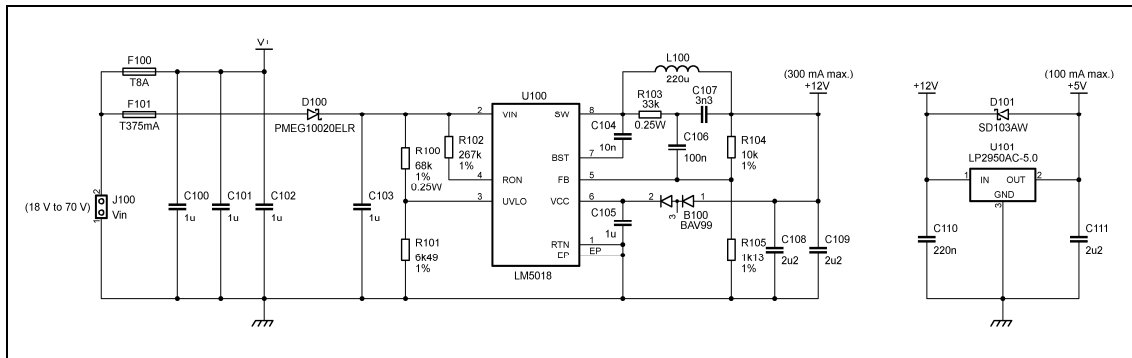 V+
F100
T8A
F101
T375mA
D100
PMEG10020ELR
(18 V to 70 V)
2
1
J100
Vin
C100
1u
C101
1u
C102
1u
C103
1u
R100
68k
1%
0.25W
R101
6k49
1%
R102
267k
1%
U100
2
VIN
4
RON
3
UVLO
SW
8
BST
7
FB
5
VCC
6
RTN
1
EP
EP
LM5018
L100
220u
R103
33k
0.25W
C107
3n3
C104
10n
C106
100n
R104
10k
1%
C105
1u
2
1
3
B100
BAV99
R105
1k13
1%
C108
2u2
C109
2u2
(300 mA max.)
+12V
+12V
(100 mA max.)
+5V
D101
SD103AW
U101
LP2950AC-5.0
1
IN
OUT
2
GND
3
C110
220n
C111
2u2